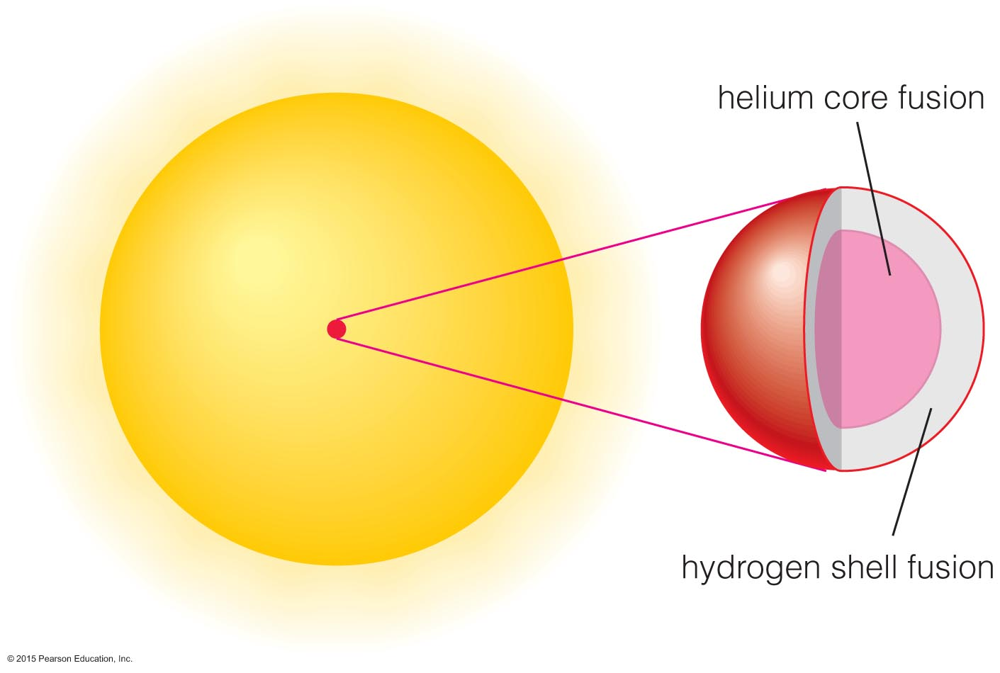 helium core fusion
hydrogen shell fusion
© 2015 Pearson Education, Inc.